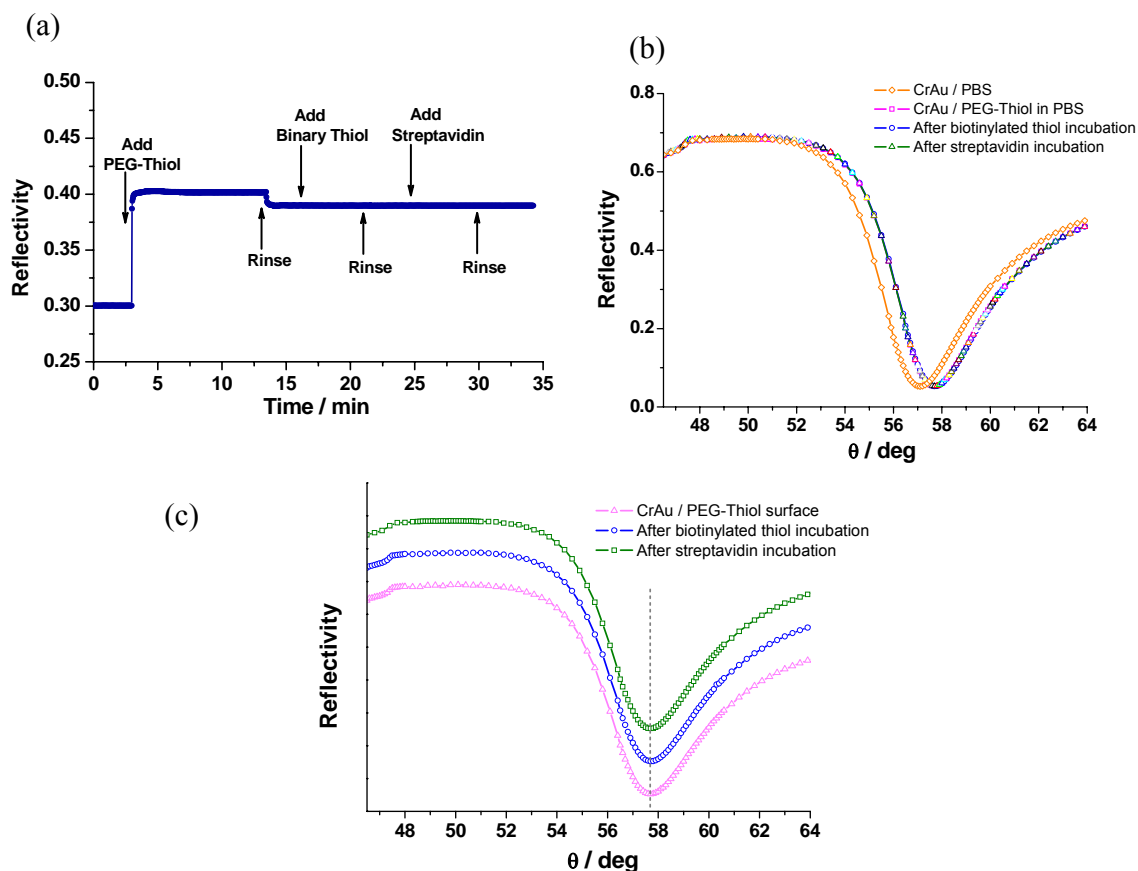 (a)
0.50
0.45
0.40
0.35
0.30
0.25
Reflectivity
Add
PEG-Thiol
Add
Binary Thiol
Add
Streptavidin
Rinse
Rinse
Rinse
0 5 10 15 20 25 30 35
Time / min
(b)
CrAu / PBS
CrAu / PEG-Thiol in PBS
After biotinylated thiol incubation
After streptavidin incubation
0.8
0.6
0.4
0.2
0.0
Reflectivity
48 50 52 54 56 58 60 62 64
θ / deg
(c)
CrAu / PEG-Thiol surface
After biotinylated thiol incubation
After streptavidin incubation
Reflectivity
48 50 52 54 56 58 60 62 64
θ / deg